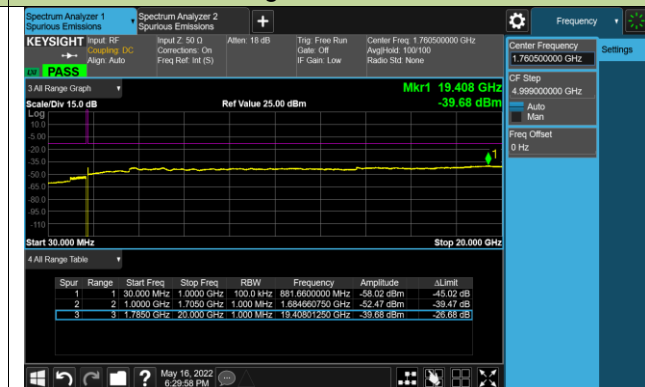 Spectrum Analyzer 1
Spurious Emissions
Spectrum Analyzer 2
Spurious Emissions
+
Frequency
KEYSIGHT
Input: RF
Coupling: DC
Align: Auto
Input Z: 50 Ω
Corrections: On
Freq Ref: Int (S)
Atten: 18 dB
Trig: Free Run
Gate: Off
IF Gain: Low
Center Freq: 1.760500000 GHz
Avg|Hold: 100/100
Radio Std: None
PASS
Center Frequency
1.760500000 GHz
Settings
CF Step
4.999000000 GHz
Auto
Man
Freq Offset
0 Hz
3 All Range Graph
Mkr1 19.408 GHz
Scale/Div 15.0 dB
Ref Value 25.00 dBm
-39.68 dBm
Log
10.0
-5.00
-20.0
-35.0
-50.0
-65.0
-80.0
-95.0
-110
1
Start 30.000 MHz
Stop 20.000 GHz
4 All Range Table
Spur Range Start Freq Stop Freq RBW Frequency Amplitude ΔLimit
1 1 30.000 MHz 1.0000 GHz 100.0 kHz 881.6600000 MHz -58.02 dBm -45.02 dB
2 2 1.0000 GHz 1.7050 GHz 1.000 MHz 1.684660750 GHz -52.47 dBm -39.47 dB
3 3 1.7850 GHz 20.000 GHz 1.000 MHz 19.40801250 GHz -39.68 dBm -26.68 dB
?
May 16, 2022
6:29:58 PM